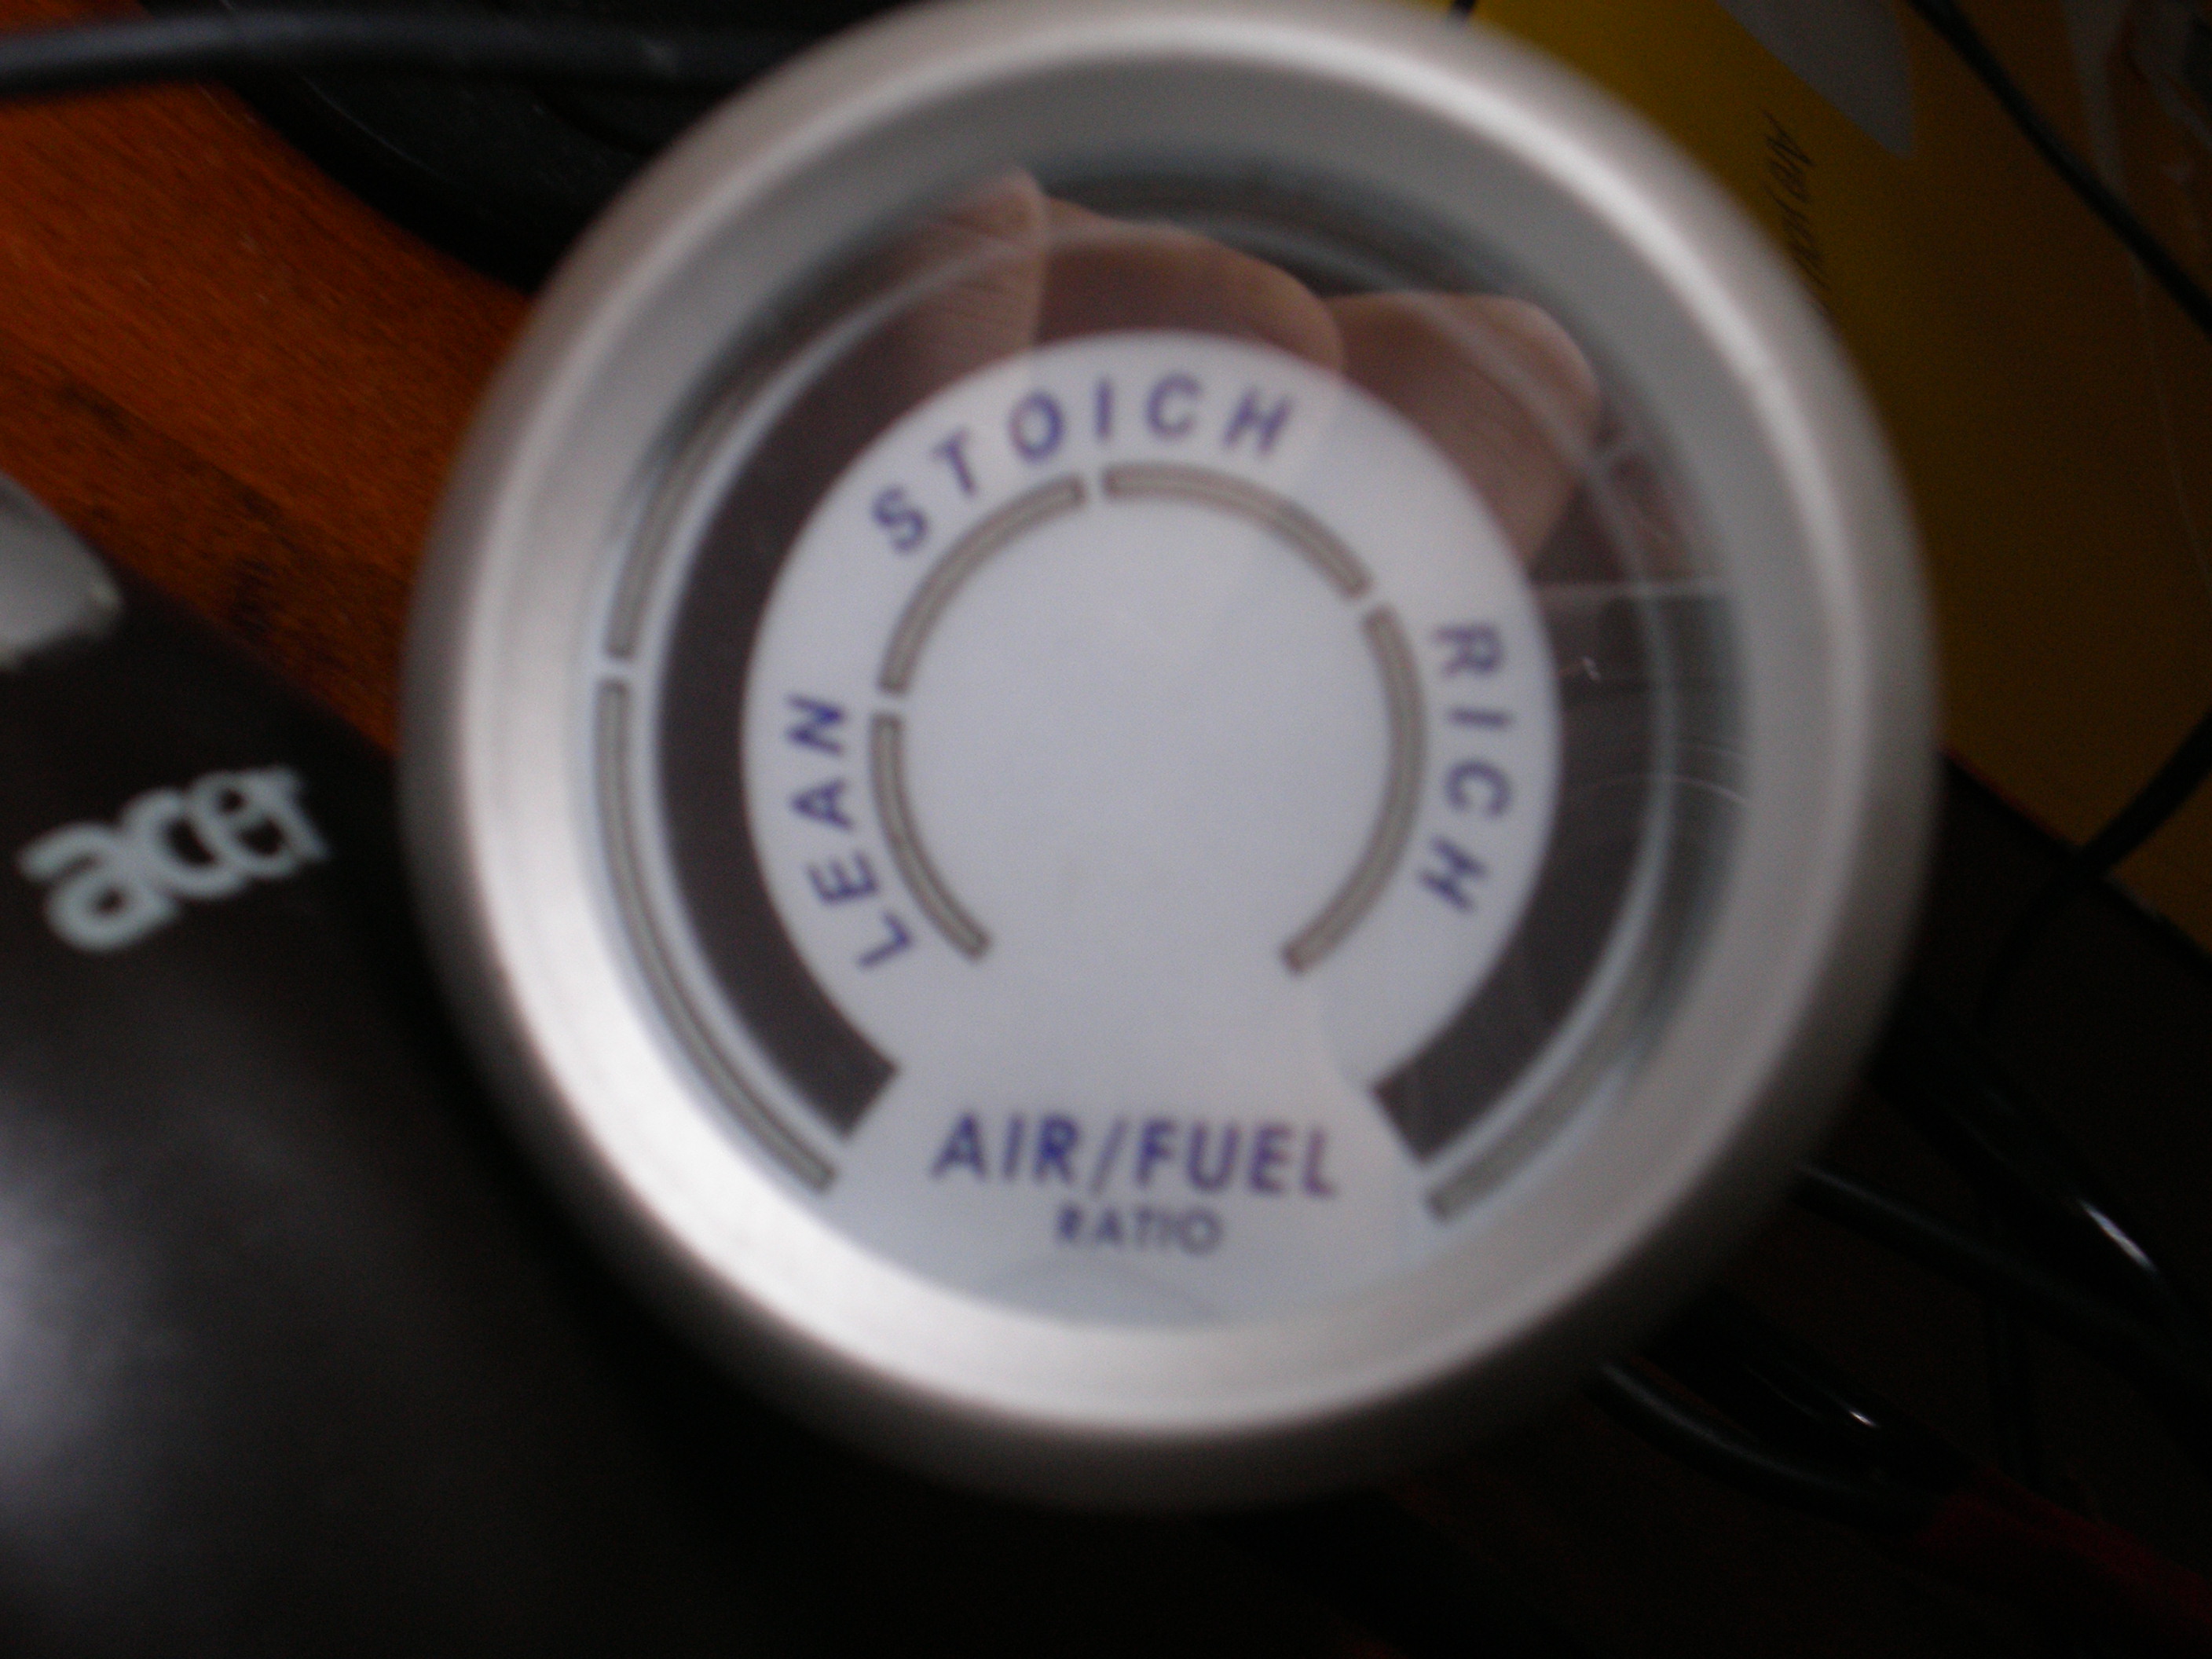 STOICH
LEAN
RICH
AIR/FUEL
RATIO
acer